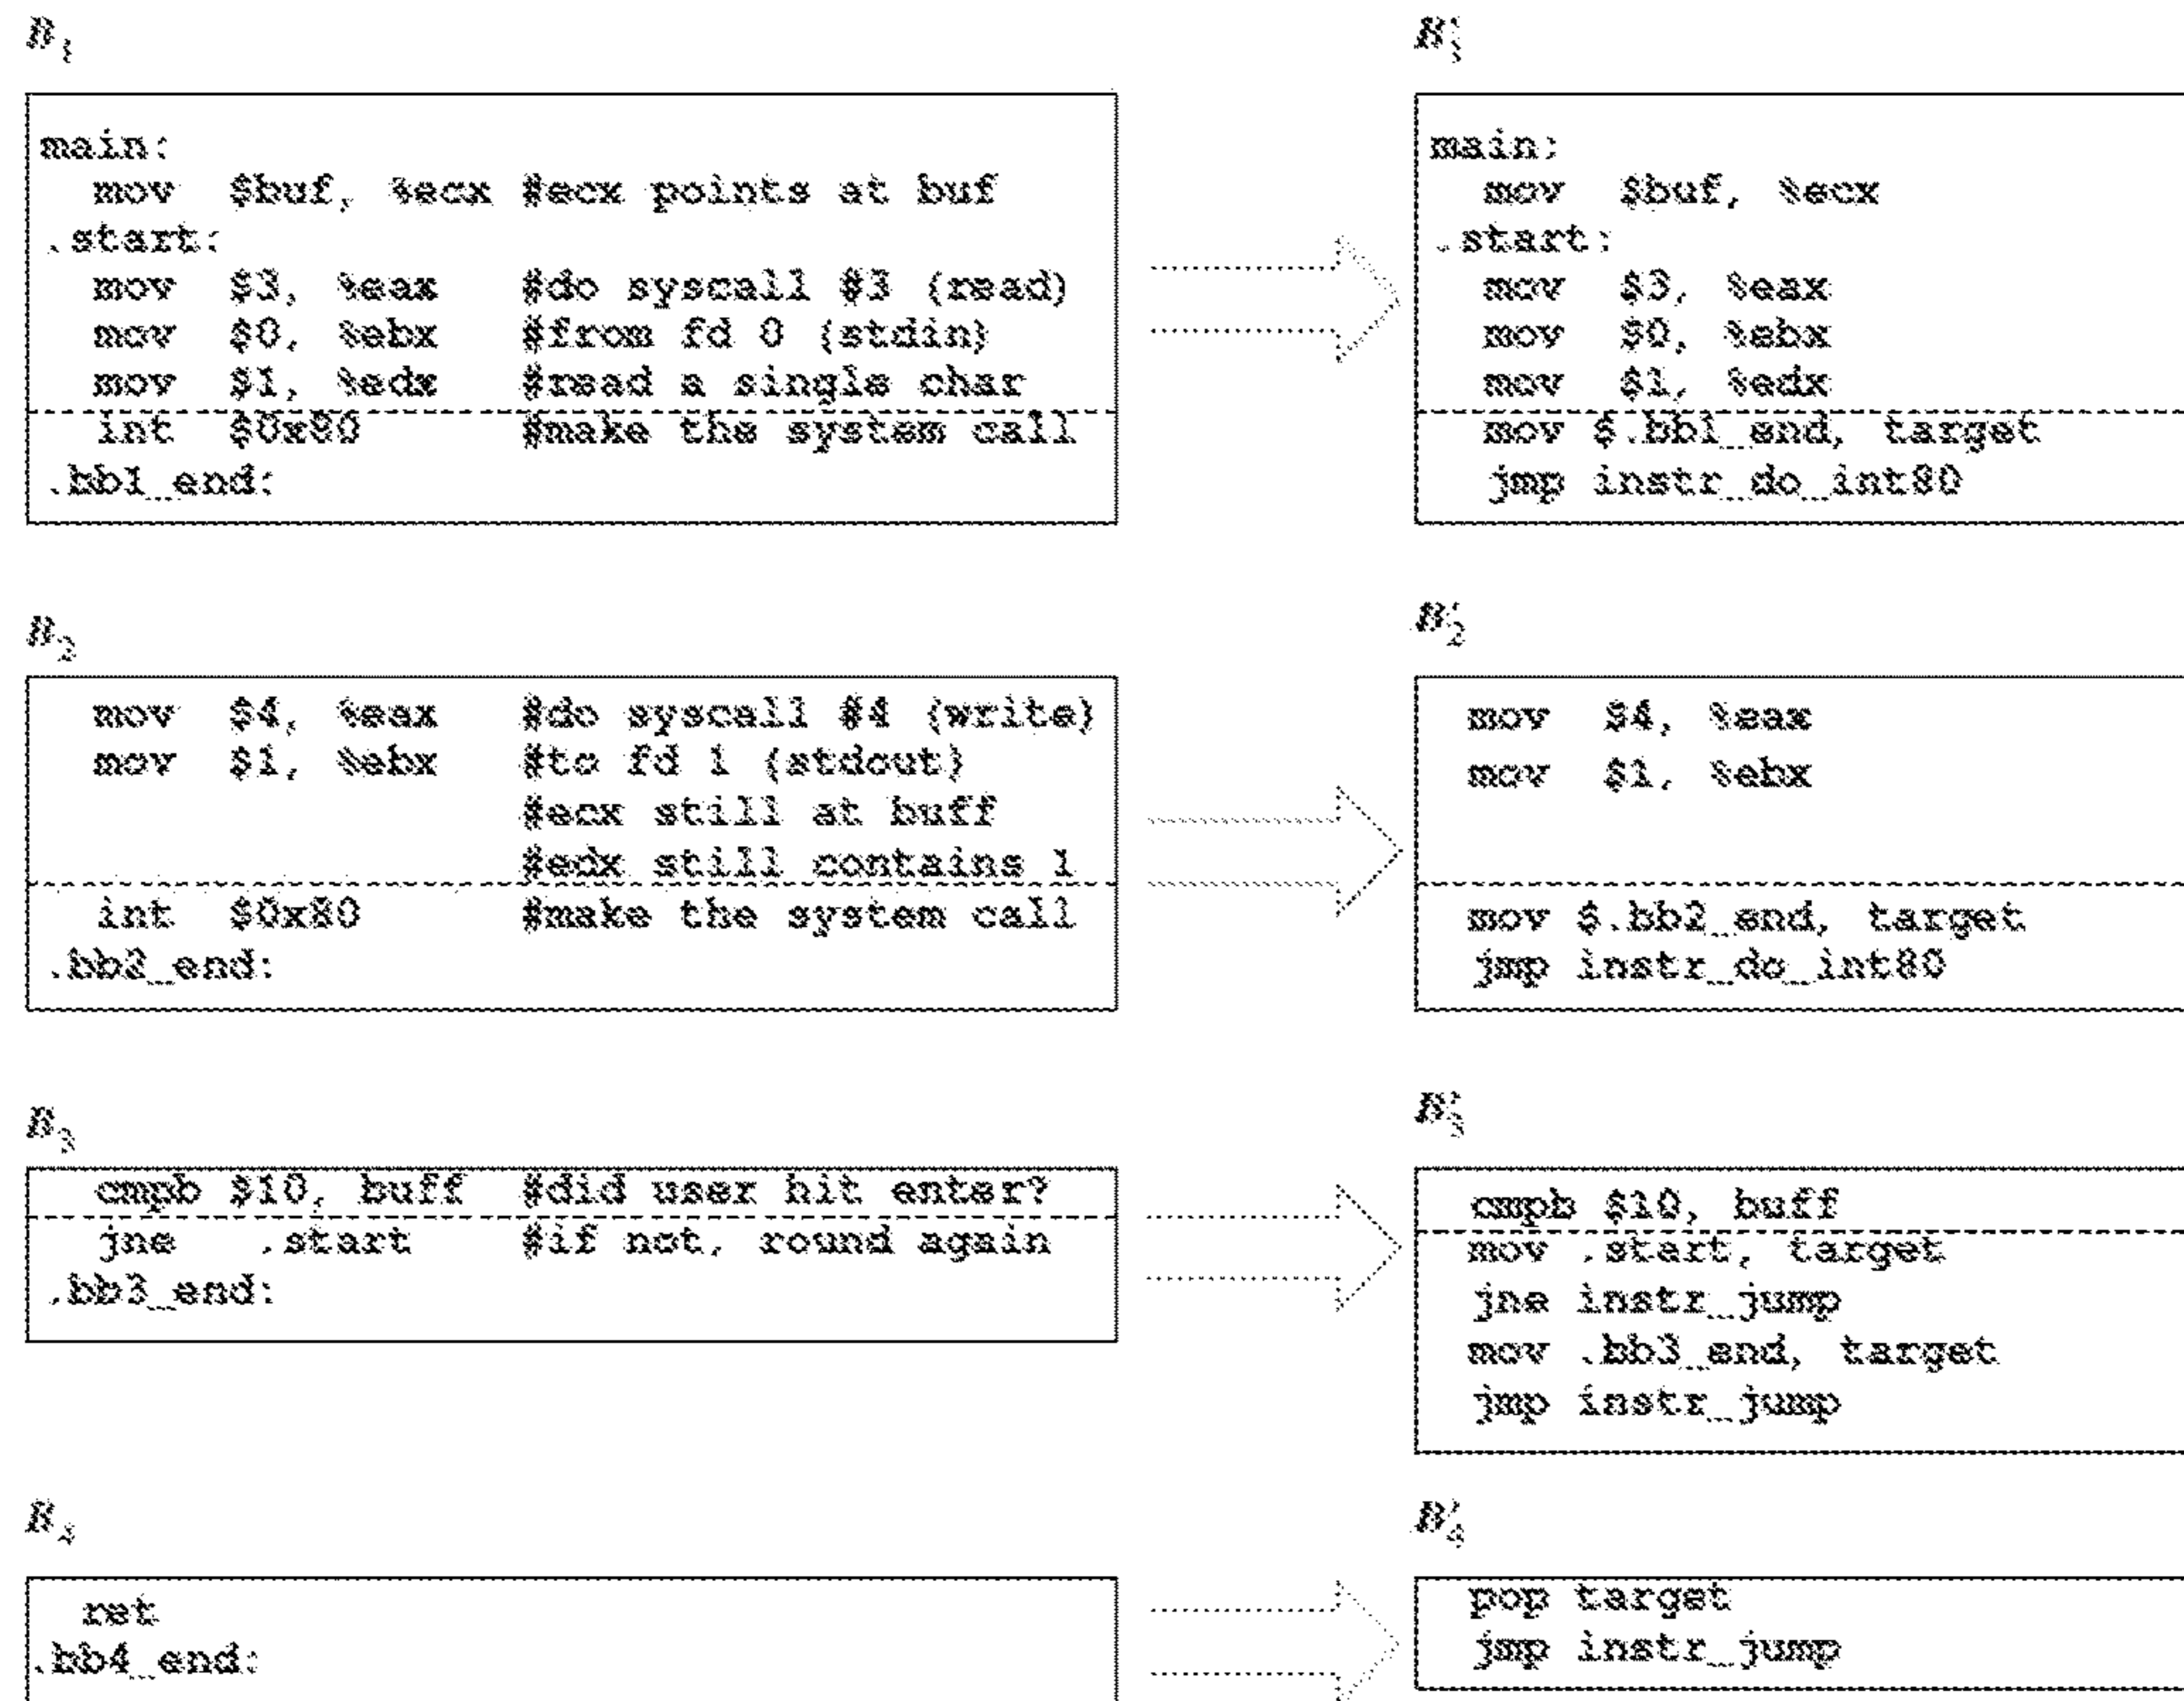 B1
main:
mov $buf, %ecx #ecx points at buf
.start:
mov $3, %eax #do syscall #3 (read)
mov $0, %ebx #from fd 0 (stdin)
mov $1, %edx #read a single char
int $0x80 #make the system call
.bb1_end:
B'1
main:
mov $buf, %ecx
.start:
mov $3, %eax
mov $0, %ebx
mov $1, %edx
mov $.bb1_end, target
jmp instr_do_int80
B2
mov $4, %eax #do syscall #4 (write)
mov $1, %ebx #to fd 1 (stdout)
#ecx still at buff
#edx still contains 1
int $0x80 #make the system call
.bb2_end:
B'2
mov $4, %eax
mov $1, %ebx
mov $.bb2_end, target
jmp instr_do_int80
B3
cmpb $10, buff #did user hit enter?
jne .start #if not, round again
.bb3_end:
B'3
cmpb $10, buff
mov .start, target
jne instr_jump
mov .bb3_end, target
jmp instr_jump
B4
ret
.bb4_end:
B'4
pop target
jmp instr_jump